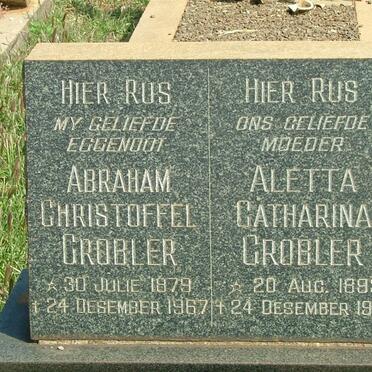 HIER RUS
MY GELIEFDE
EGGENOOT
ABRAHAM
CHRISTOFFEL
GROBLER
☆ 30 JULIE 1879
† 24 DESEMBER 1967
HIER RUS
ONS GELIEFDE
MOEDER
ALETTA
CATHARINA
GROBLER
☆ 20 AUG.
† 24 DESEMBER